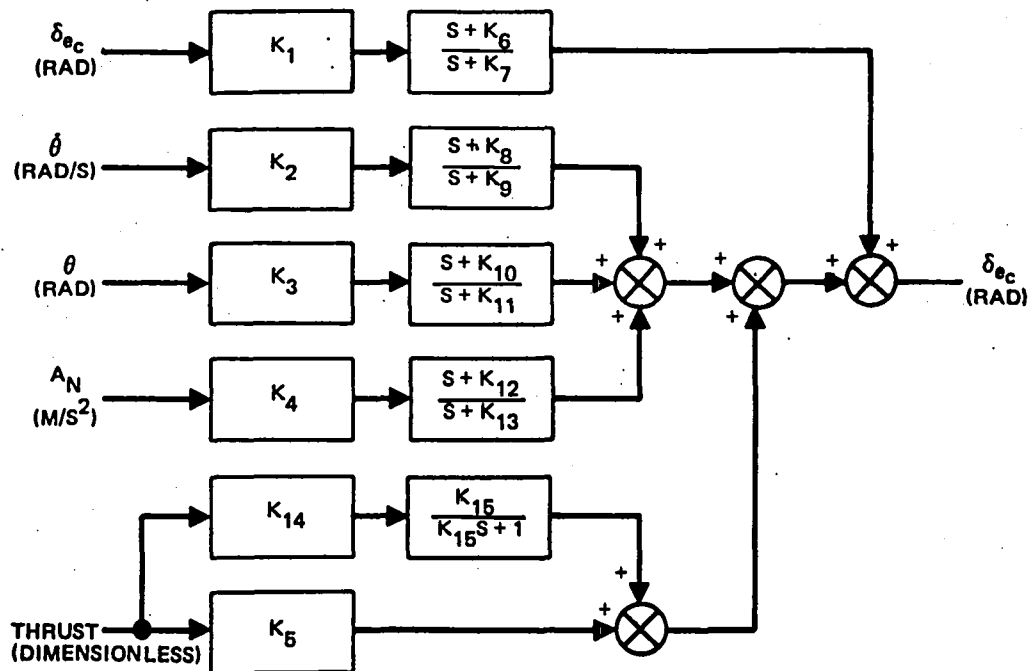 δec
(RAD)
K1
S + K6
S + K7
θ̇
(RAD/S)
K2
S + K8
S + K9
+
+
+
+
θ
(RAD)
K3
S + K10
S + K11
+
+
+
+
δec
(RAD)
AN
(M/S2)
K4
S + K12
S + K13
K14
K15
K15S + 1
+
+
THRUST
(DIMENSIONLESS)
K5